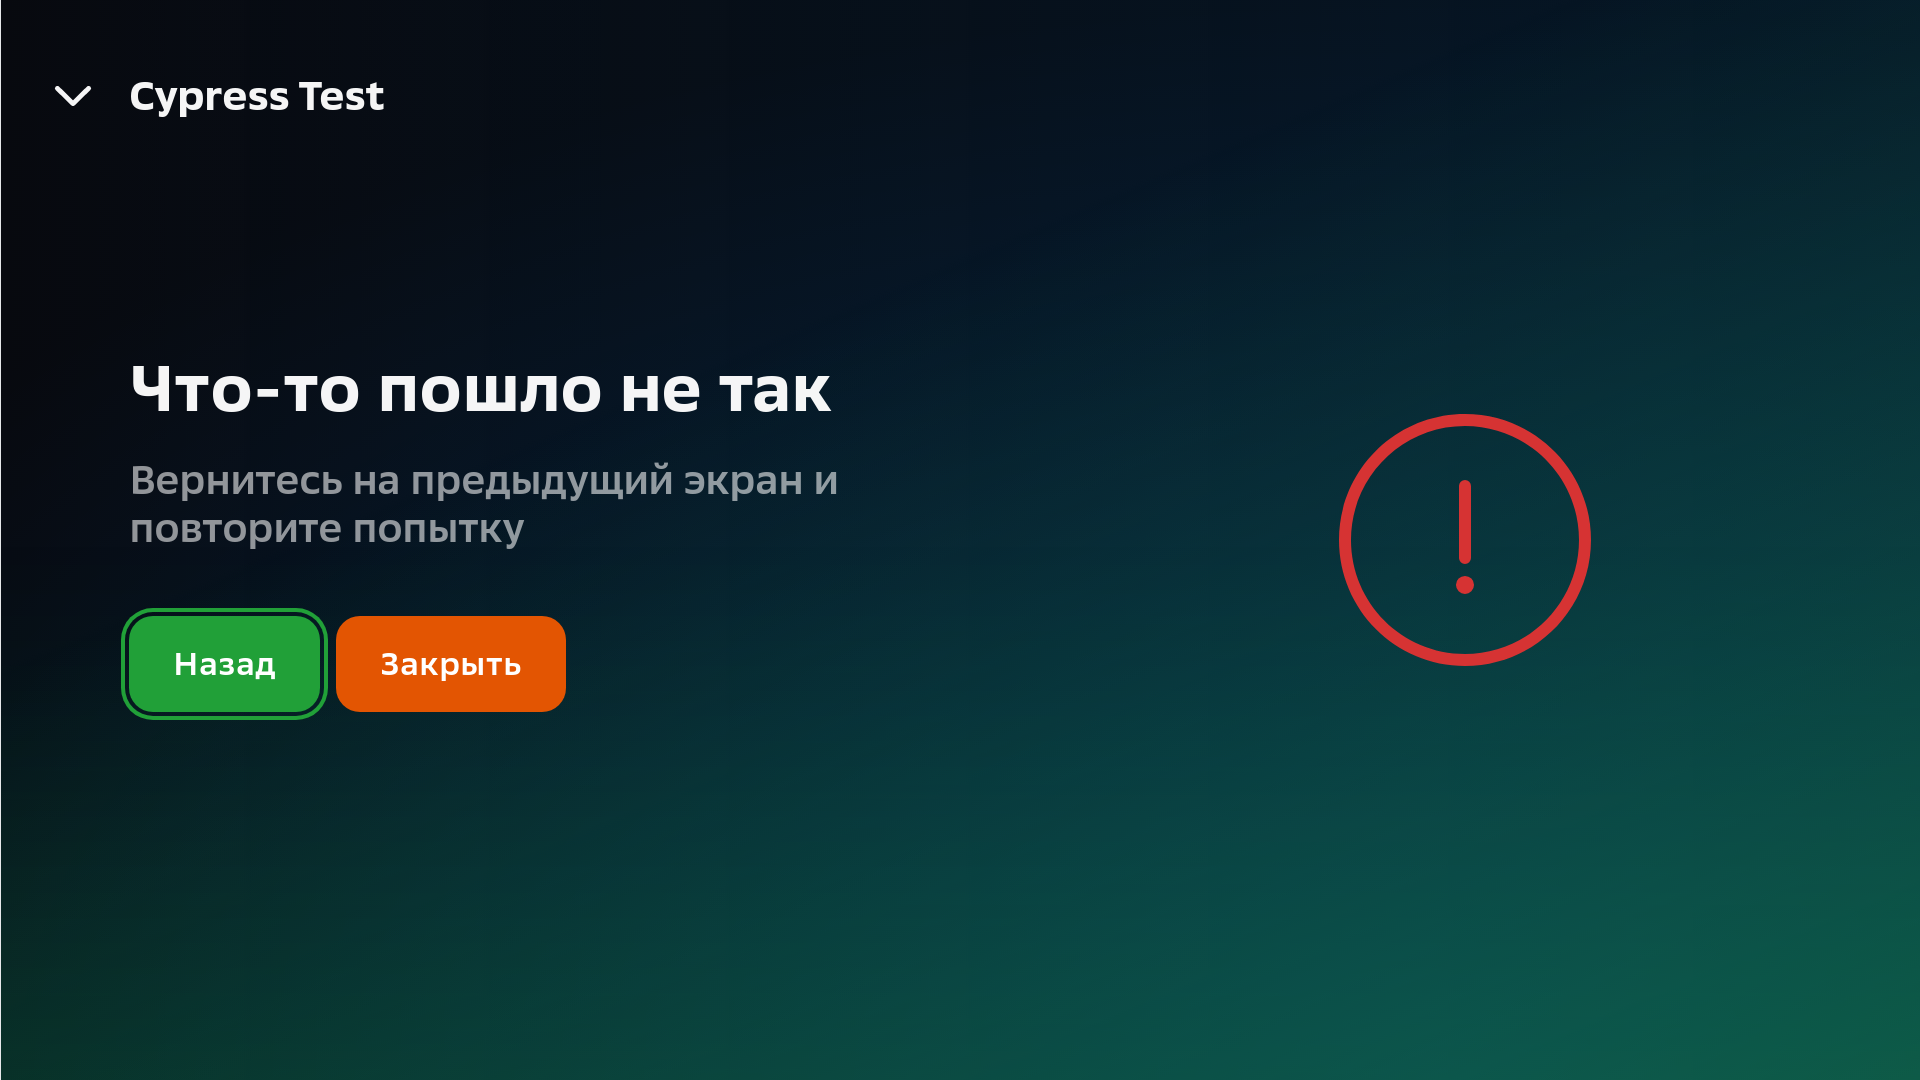 Cypress Test
Что-то пошло не так
Вернитесь на предыдущий экран и
повторите попытку
Назад
Закрыть